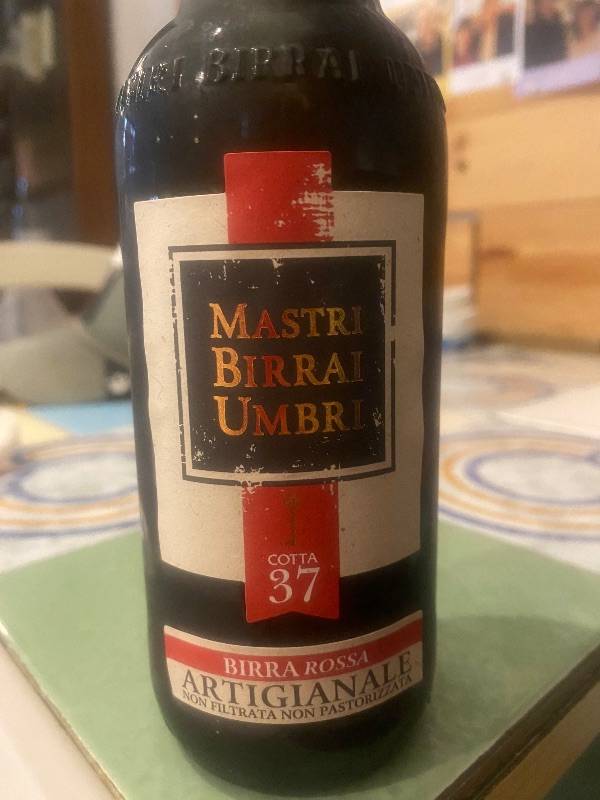 BIRRAI
MASTRI
BIRRAI
UMBRI
COTTA
37
BIRRA ROSSA
ARTIGIANALE
NON FILTRATA NON PASTORIZZATA